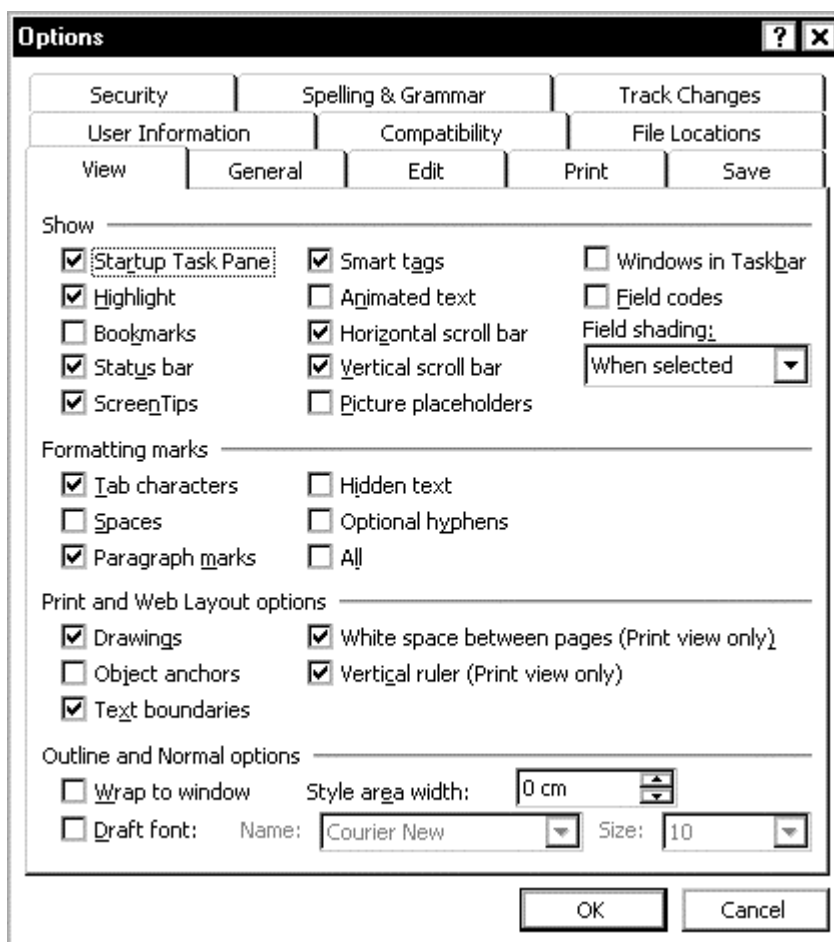 Options
Security Spelling & Grammar Track Changes
User Information Compatibility File Locations
View General Edit Print Save
Show
Startup Task Pane Smart tags Windows in Taskbar
Highlight Animated text Field codes
Bookmarks Horizontal scroll bar Field shading:
Status bar Vertical scroll bar When selected
ScreenTips Picture placeholders
Formatting marks
Tab characters Hidden text
Spaces Optional hyphens
Paragraph marks All
Print and Web Layout options
Drawings White space between pages (Print view only)
Object anchors Vertical ruler (Print view only)
Text boundaries
Outline and Normal options
Wrap to window Style area width: 0 cm
Draft font: Name: Courier New Size: 10
OK Cancel